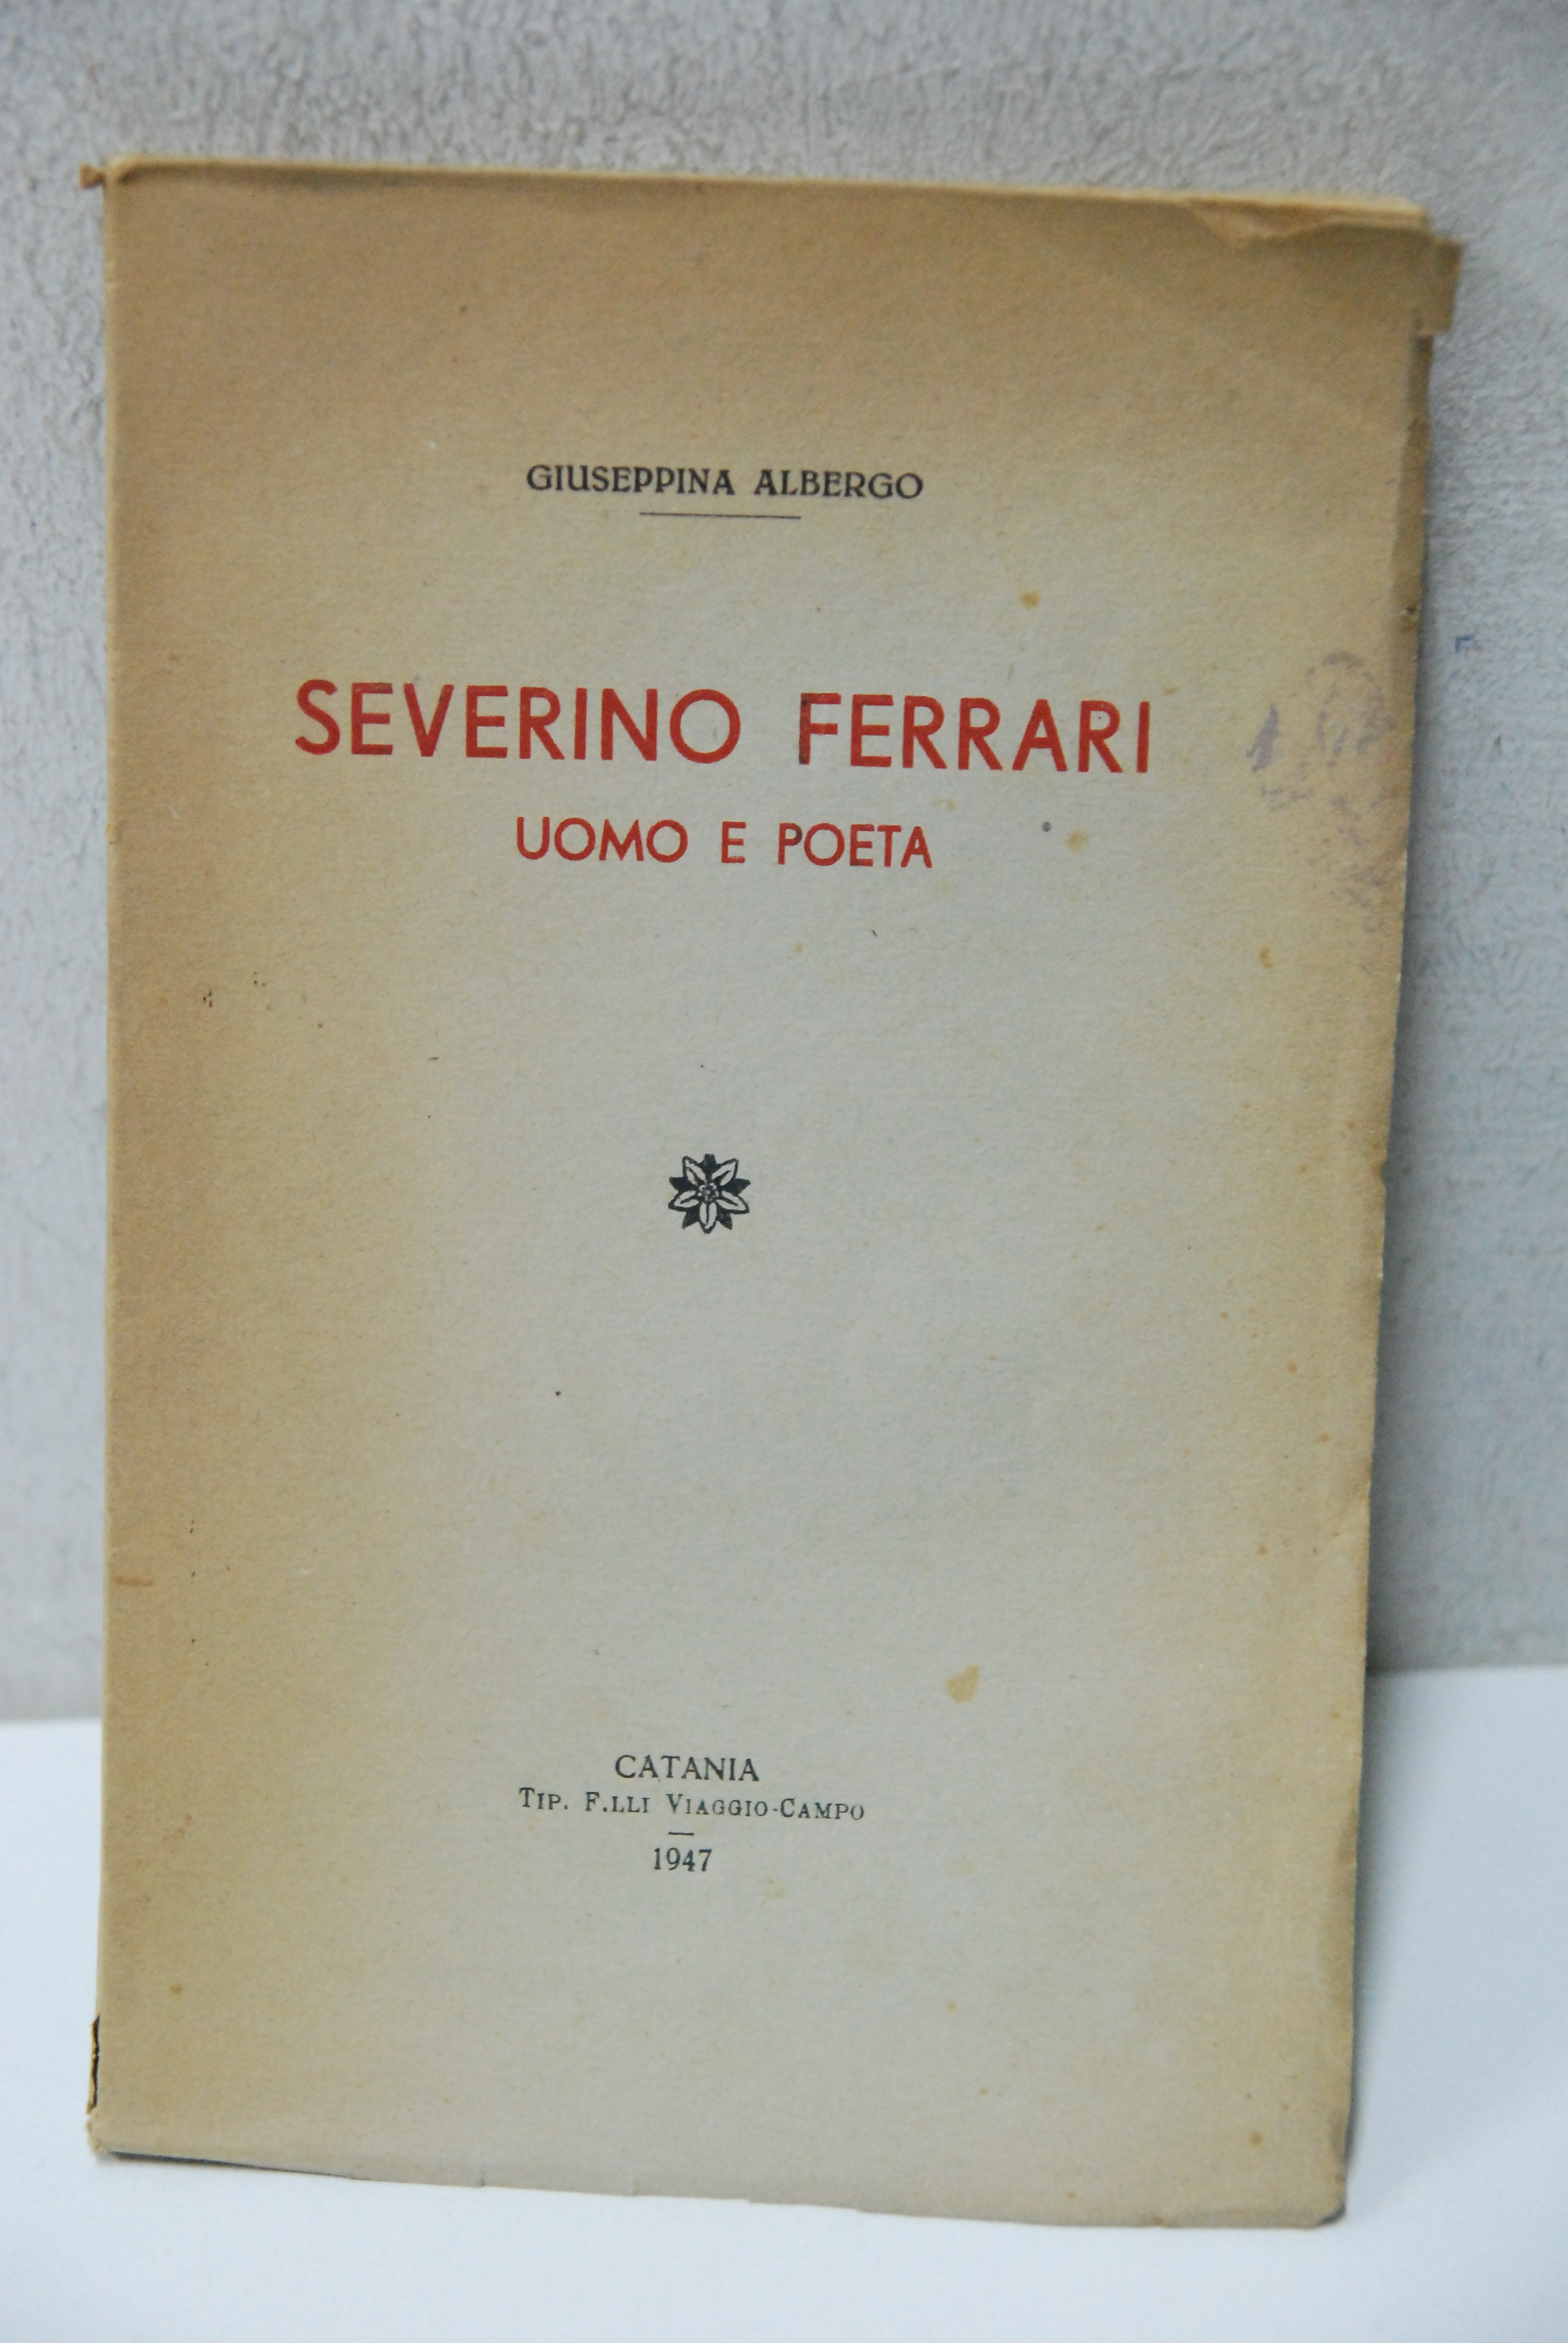 GIUSEPPINA ALBERGO
SEVERINO FERRARI
UOMO E POETA
CATANIA
TIP. F.LLI VIAGGIO-CAMPO
1947